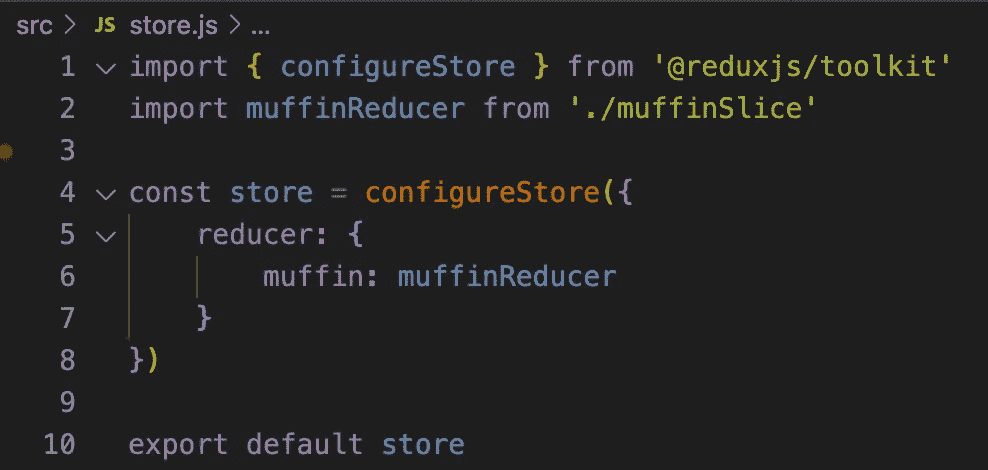 src > JS store.js > ...
1 import { configureStore } from '@reduxjs/toolkit'
2 import muffinReducer from './muffinSlice'
3
4 const store = configureStore({
5     reducer: {
6         muffin: muffinReducer
7     }
8 })
9
10 export default store